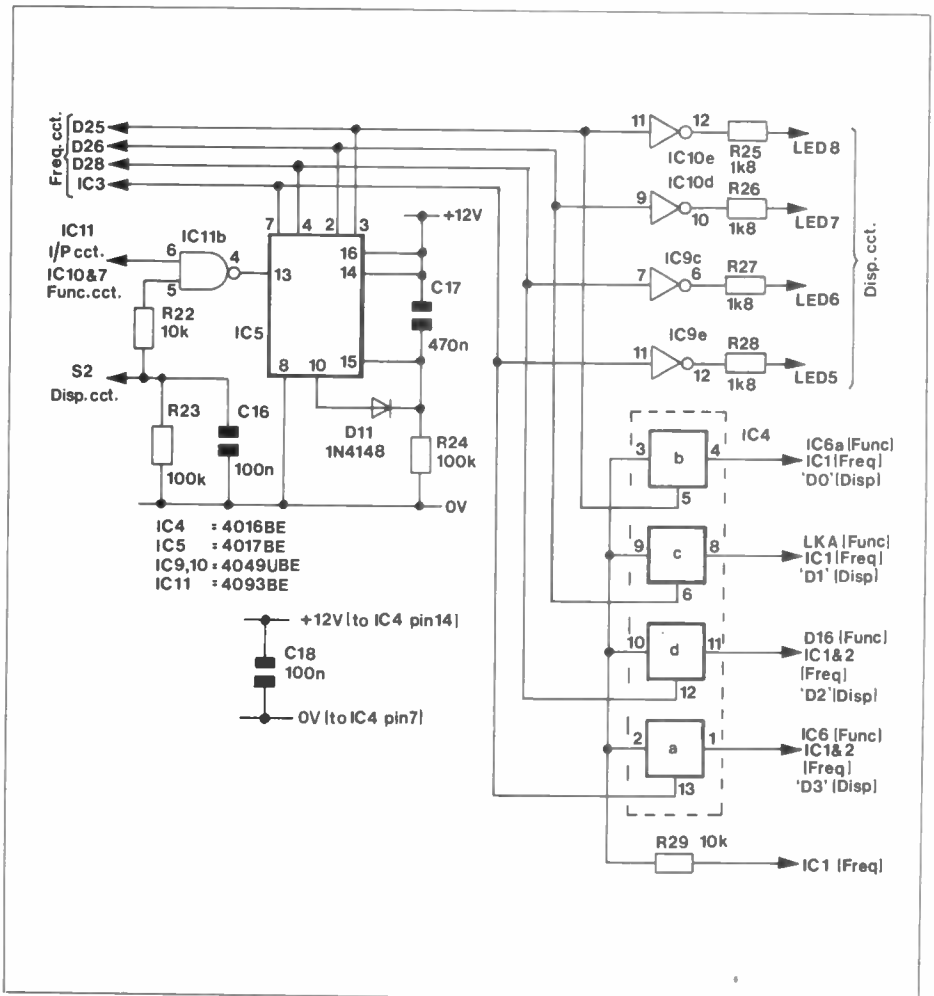 Freq. cct.
D25
D26
D28
IC3
IC11
I/P cct.
IC10&7
Func.cct.
6
5
IC11b
4
R22
10k
S2
Disp.cct.
R23
100k
C16
100n
7 4 2 3
13
16
14
15
IC5
8 10
+12V
C17
470n
D11
1N4148
R24
100k
0V
11
12
IC10e
R25
1k8
LED8
9
IC10d
10
R26
1k8
LED7
7
IC9c
6
R27
1k8
LED6
11
IC9e
12
R28
1k8
LED5
Disp. cct.
IC4
3 b 4
5
IC6a (Func)
IC1 (Freq)
'D0' (Disp)
9 c 8
6
LKA (Func)
IC1 (Freq)
'D1' (Disp)
10 d 11
12
D16 (Func)
IC1&2
(Freq)
'D2' (Disp)
2 a 1
13
IC6 (Func)
IC1&2
(Freq)
'D3' (Disp)
R29 10k
IC1 (Freq)
IC4 = 4016BE
IC5 = 4017BE
IC9,10 = 4049UBE
IC11 = 4093BE
+12V (to IC4 pin14)
C18
100n
0V (to IC4 pin7)